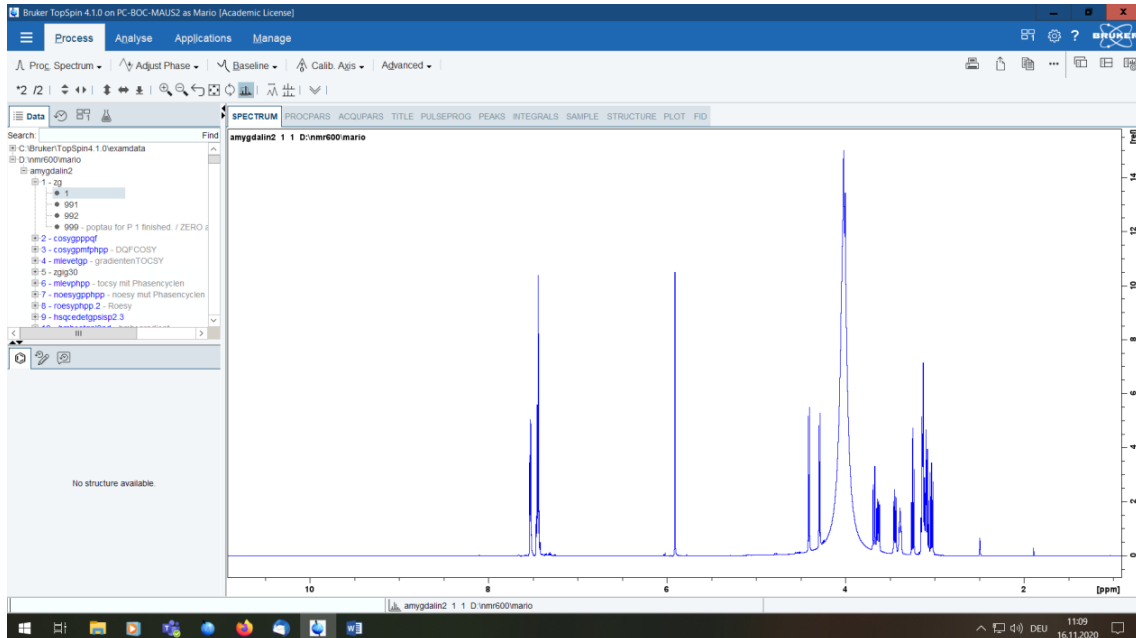 Bruker TopSpin 4.1.0 on PC-BOC-MAUS2 as Mario [Academic License]
Process Analyse Applications Manage
Proc. Spectrum Adjust Phase Baseline Calib. Axis Advanced
*2 /2
Data
SPECTRUM PROCPARS ACQUPARS TITLE PULSEPROG PEAKS INTEGRALS SAMPLE STRUCTURE PLOT FID
Search: Find
amygdalin2 1 1 D:\nmr600\mario
C:\Bruker\TopSpin4.1.0\examdata
D:\nmr600\mario
amygdalin2
1 - zg
1
991
992
999 - poptau for P 1 finished. / ZERO a
2 - cosygpppqf
3 - cosygpmfphpp - DQFCOSY
4 - mlevetgp - gradientenTOCSY
5 - zgig30
6 - mlevphpp - tocsy mit Phasencyclen
7 - noesygpphpp - noesy mut Phasencyclen
8 - roesyphpp.2 - Roesy
9 - hsqcedetgpsisp2.3
No structure available.
[rel]
14
12
10
8
6
4
2
0
10 8 6 4 2 [ppm]
amygdalin2 1 1 D:\nmr600\mario
DEU
11:09
16.11.2020